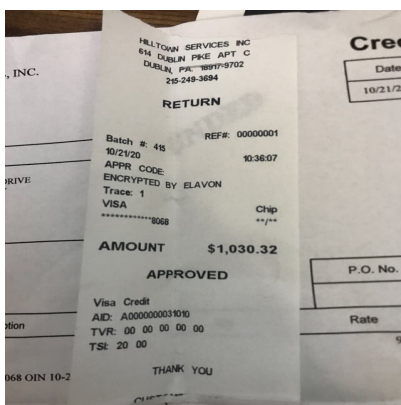 HILLTOWN SERVICES INC
614 DUBLIN PIKE APT C
DUBLIN, PA. 18917-9702
215-249-3694
RETURN
REF#: 00000001
Batch #: 415
10/21/20 10:36:07
APPR CODE:
ENCRYPTED BY ELAVON
Trace: 1
VISA Chip
************8068 **/**
AMOUNT $1,030.32
APPROVED
Visa Credit
AID: A0000000031010
TVR: 00 00 00 00 00
TSI: 20 00
THANK YOU
, INC.
DRIVE
068 OIN 10-2
Date
10/21/2
P.O. No.
Rate